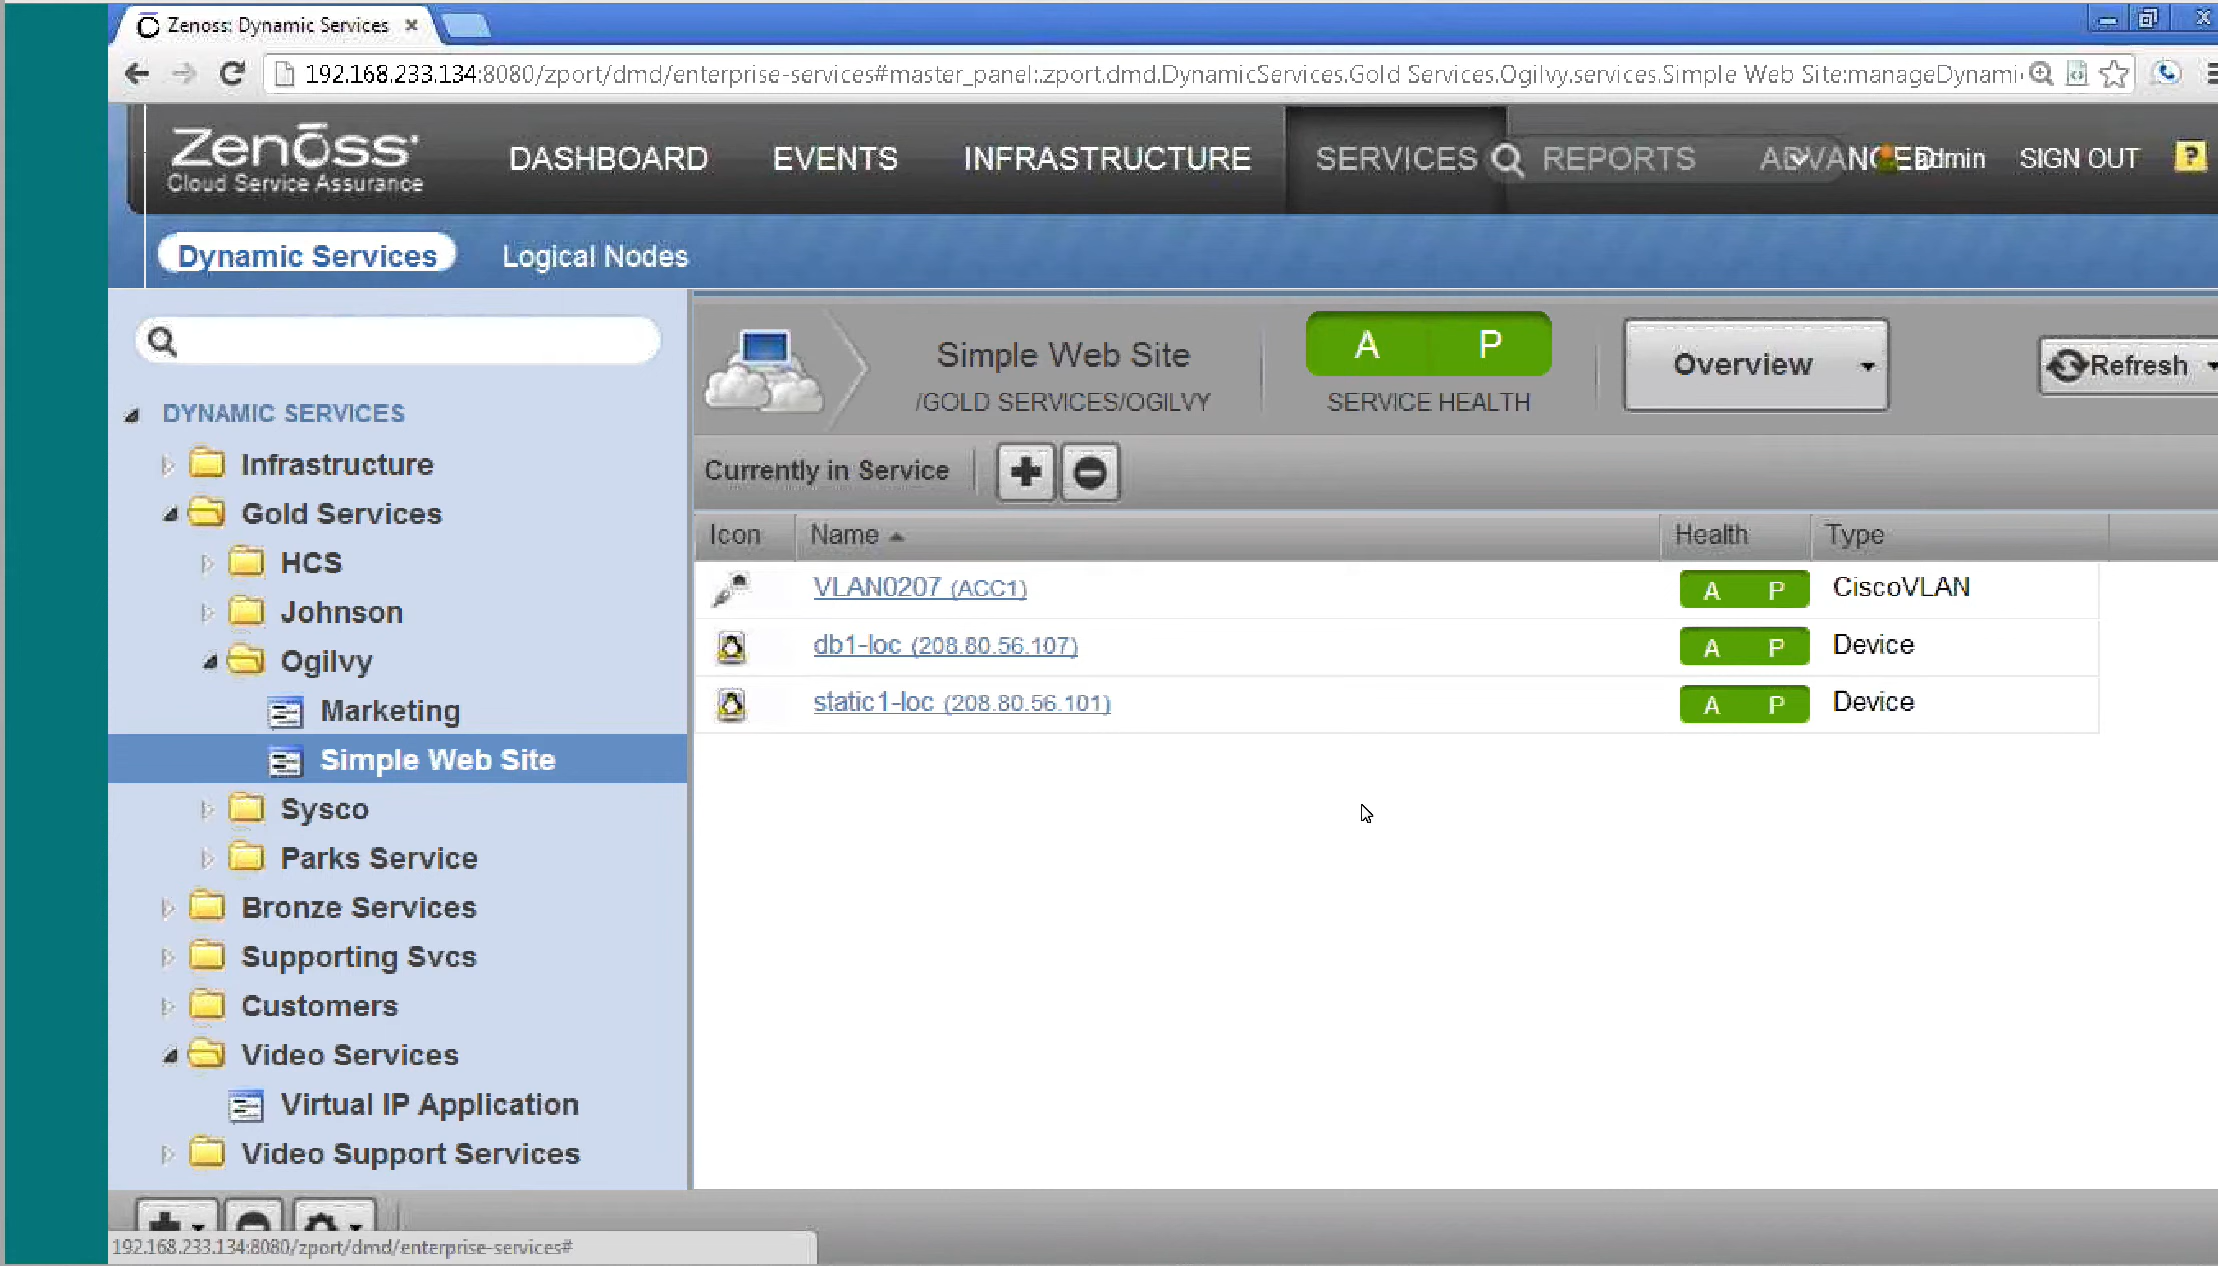 Zenoss: Dynamic Services
192.168.233.134:8080/zport/dmd/enterprise-services#master_panel:.zport.dmd.DynamicServices.Gold Services.Ogilvy.services.Simple Web Site:manageDynami
Zenoss
Cloud Service Assurance
DASHBOARD EVENTS INFRASTRUCTURE SERVICES REPORTS ADVANCED admin SIGN OUT ?
Dynamic Services Logical Nodes
DYNAMIC SERVICES
Infrastructure
Gold Services
HCS
Johnson
Ogilvy
Marketing
Simple Web Site
Sysco
Parks Service
Bronze Services
Supporting Svcs
Customers
Video Services
Virtual IP Application
Video Support Services
Simple Web Site
/GOLD SERVICES/OGILVY
A P
SERVICE HEALTH
Overview
Refresh
Currently in Service
Icon Name Health Type
VLAN0207 (ACC1) A P CiscoVLAN
db1-loc (208.80.56.107) A P Device
static1-loc (208.80.56.101) A P Device
192.168.233.134:8080/zport/dmd/enterprise-services#